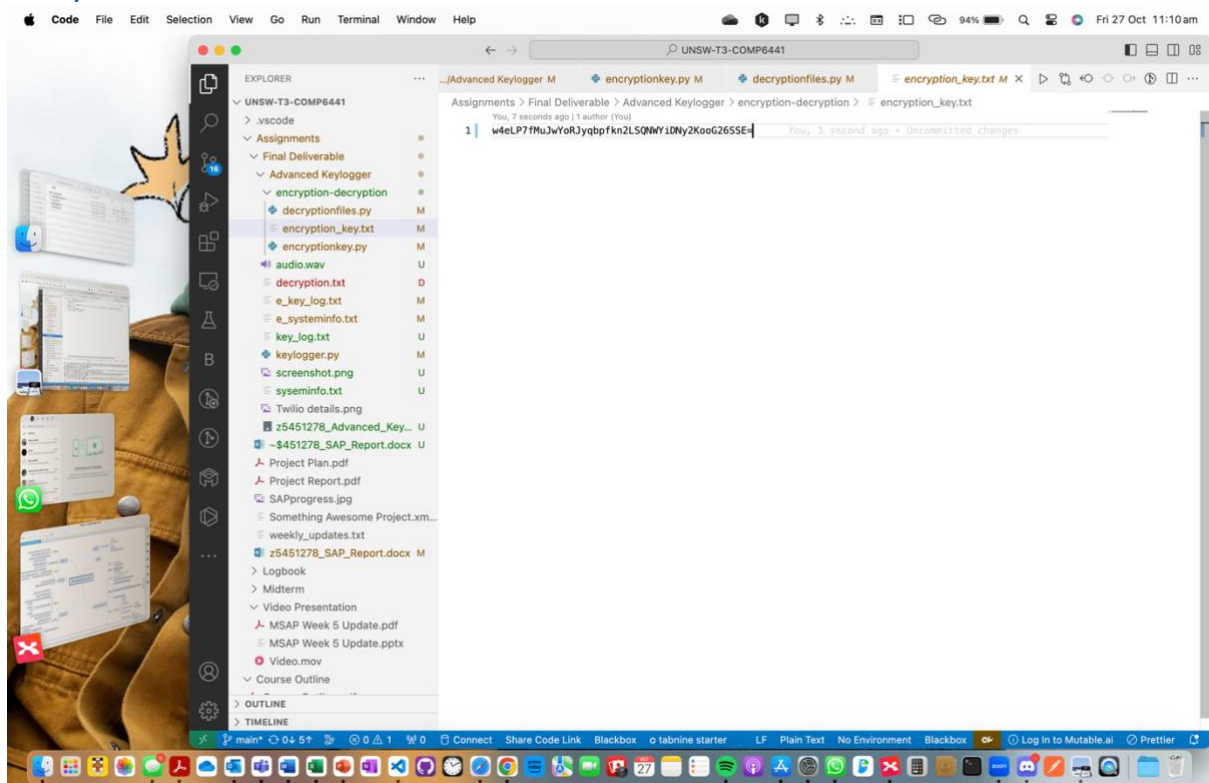 Code File Edit Selection View Go Run Terminal Window Help 94% Fri 27 Oct 11:10 am
UNSW-T3-COMP6441
EXPLORER
.../Advanced Keylogger M encryptionkey.py M decryptionfiles.py M encryption_key.txt M
UNSW-T3-COMP6441
Assignments > Final Deliverable > Advanced Keylogger > encryption-decryption > encryption_key.txt
You, 7 seconds ago | 1 author (You)
1 w4eLP7fMuJwYoRJyqbpfkn2LSQNWYiDNy2KooG26SSE= You, 1 second ago • Uncommitted changes
.vscode
Assignments
Final Deliverable
Advanced Keylogger
encryption-decryption
decryptionfiles.py M
encryption_key.txt M
encryptionkey.py M
audio.wav U
decryption.txt D
e_key_log.txt M
e_systeminfo.txt M
key_log.txt U
keylogger.py M
screenshot.png U
syseminfo.txt U
Twilio details.png
z5451278_Advanced_Key... U
~$451278_SAP_Report.docx U
Project Plan.pdf
Project Report.pdf
SAPprogress.jpg
Something Awesome Project.xm...
weekly_updates.txt
z5451278_SAP_Report.docx M
Logbook
Midterm
Video Presentation
MSAP Week 5 Update.pdf
MSAP Week 5 Update.pptx
Video.mov
Course Outline
OUTLINE
TIMELINE
main* 0↓ 5↑ 0 1 0 Connect Share Code Link Blackbox tabnine starter LF Plain Text No Environment Blackbox Log In to Mutable.ai Prettier